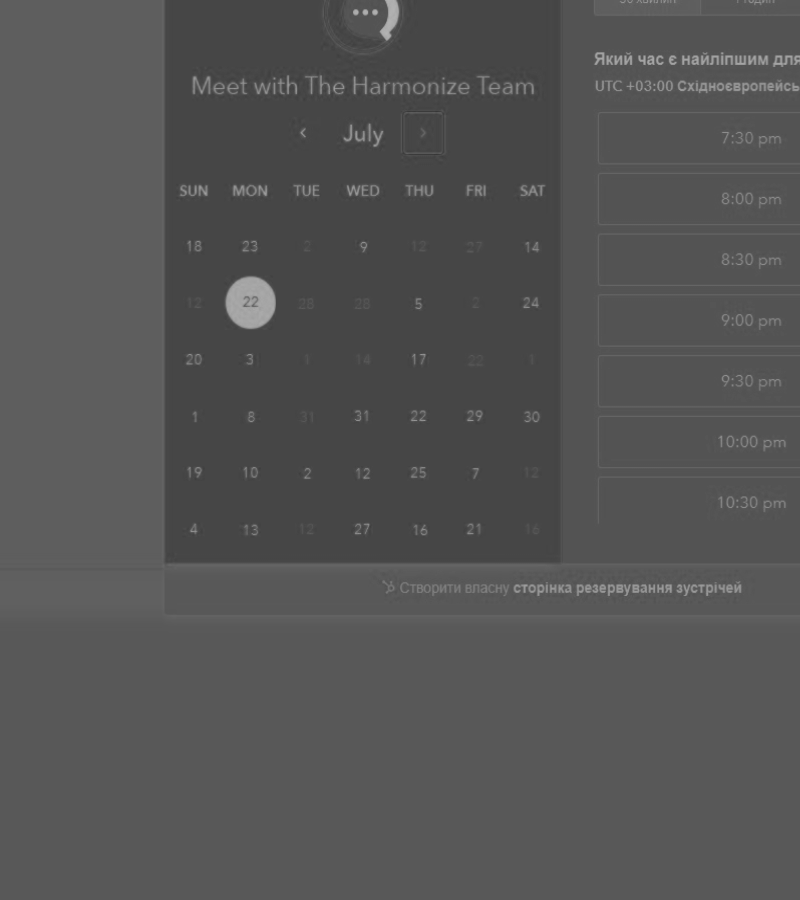 Meet with The Harmonize Team
‹ July ›
SUN MON TUE WED THU FRI SAT
18 23 2 9 12 27 14
12 22 28 28 5 2 24
20 3 1 14 17 22 1
1 8 31 31 22 29 30
19 10 2 12 25 7 12
4 13 12 27 16 21 16
Який час є найліпшим для
UTC +03:00 Східноєвропейсь
7:30 pm
8:00 pm
8:30 pm
9:00 pm
9:30 pm
10:00 pm
10:30 pm
Створити власну сторінка резервування зустрічей